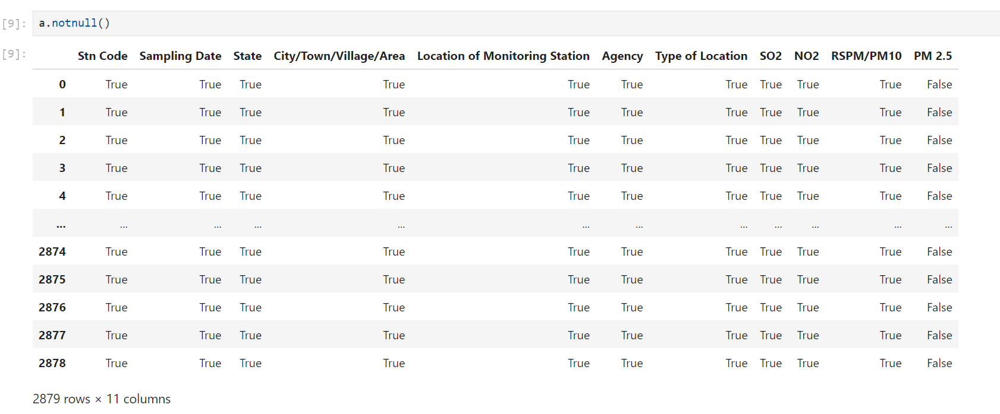 [9]: a.notnull()
[9]: Stn Code Sampling Date State City/Town/Village/Area Location of Monitoring Station Agency Type of Location SO2 NO2 RSPM/PM10 PM 2.5
0 True True True True True True True True True True False
1 True True True True True True True True True True False
2 True True True True True True True True True True False
3 True True True True True True True True True True False
4 True True True True True True True True True True False
... ... ... ... ... ... ... ... ... ... ... ...
2874 True True True True True True True True True True False
2875 True True True True True True True True True True False
2876 True True True True True True True True True True False
2877 True True True True True True True True True True False
2878 True True True True True True True True True True False
2879 rows × 11 columns